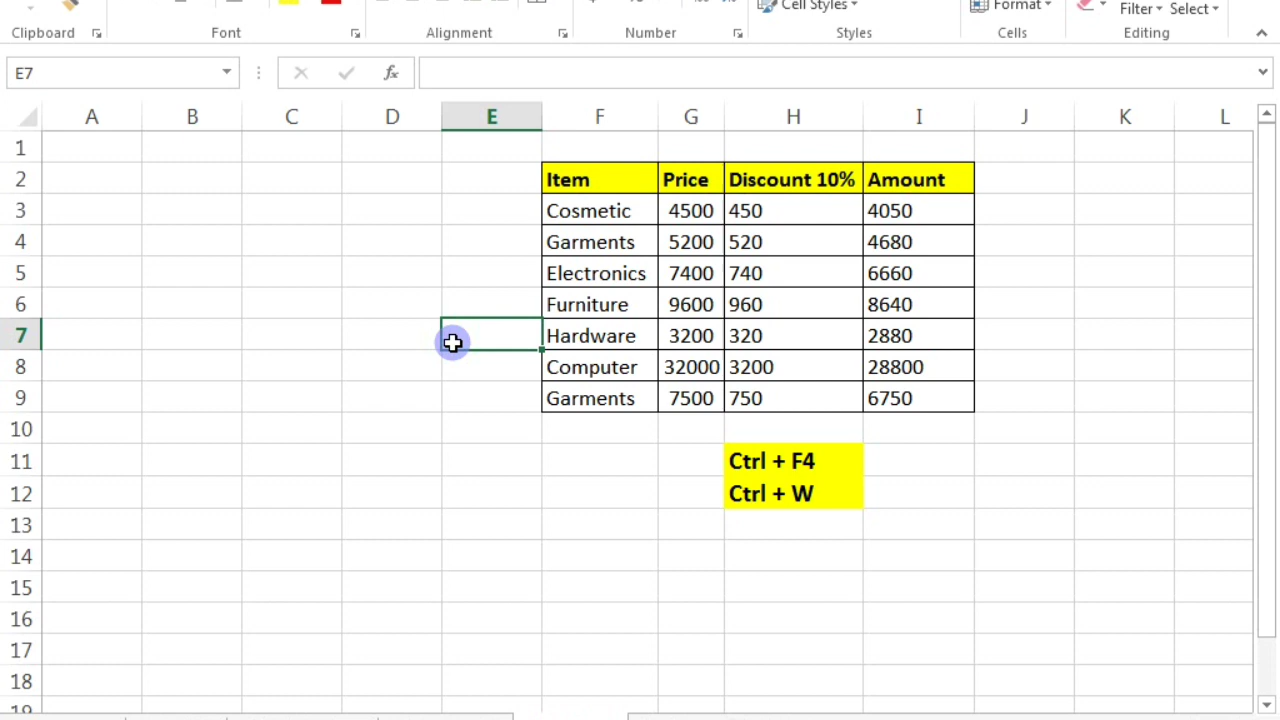 Cell Styles
Format
Filter Select
Clipboard Font Alignment Number Styles Cells Editing
E7 fx
A B C D E F G H I J K L
1
2 Item Price Discount 10% Amount
3 Cosmetic 4500 450 4050
4 Garments 5200 520 4680
5 Electronics 7400 740 6660
6 Furniture 9600 960 8640
7 Hardware 3200 320 2880
8 Computer 32000 3200 28800
9 Garments 7500 750 6750
10
11 Ctrl + F4
12 Ctrl + W
13
14
15
16
17
18
19